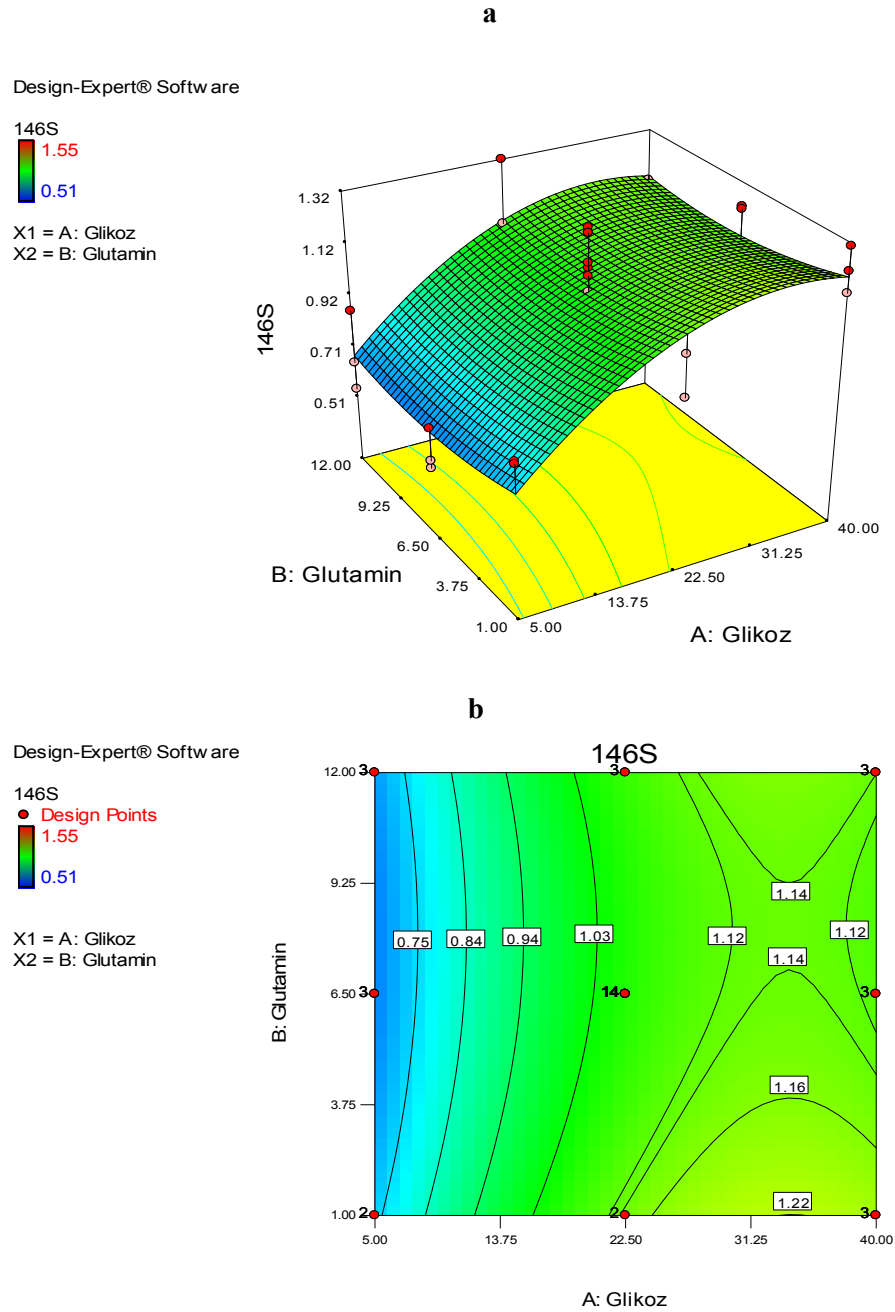 a
Design-Expert® Software
146S
1.55
0.51
X1 = A: Glikoz
X2 = B: Glutamin
1.32
1.12
0.92
0.71
0.51
146S
12.00
9.25
6.50
3.75
1.00
B: Glutamin
5.00
13.75
22.50
31.25
40.00
A: Glikoz
b
Design-Expert® Software
146S
Design Points
1.55
0.51
X1 = A: Glikoz
X2 = B: Glutamin
146S
12.00 3 3 3
9.25
1.14
0.75 0.84 0.94 1.03 1.12 1.12
1.14
6.50 3 14 3
3.75
1.16
1.22
1.00 2 2 3
5.00 13.75 22.50 31.25 40.00
B: Glutamin
A: Glikoz